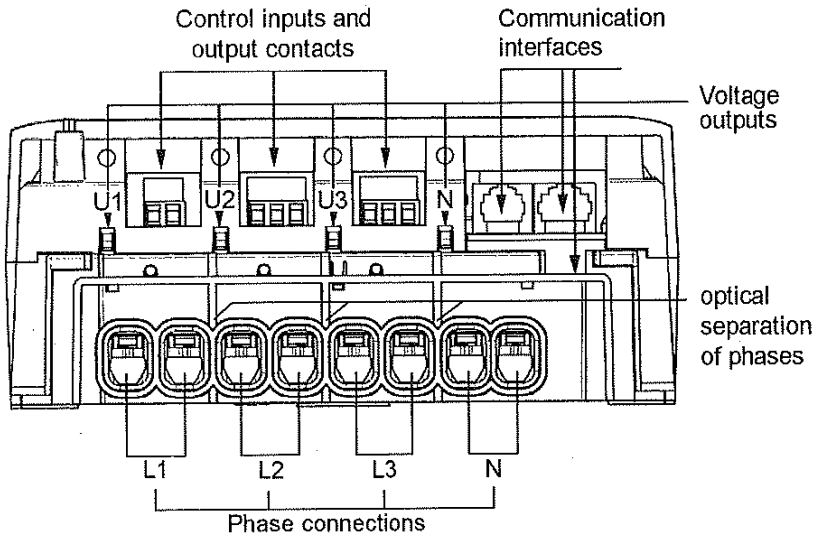 Control inputs and
output contacts
Communication
interfaces
Voltage
outputs
U1 U2 U3 N
optical
separation
of phases
L1 L2 L3 N
Phase connections